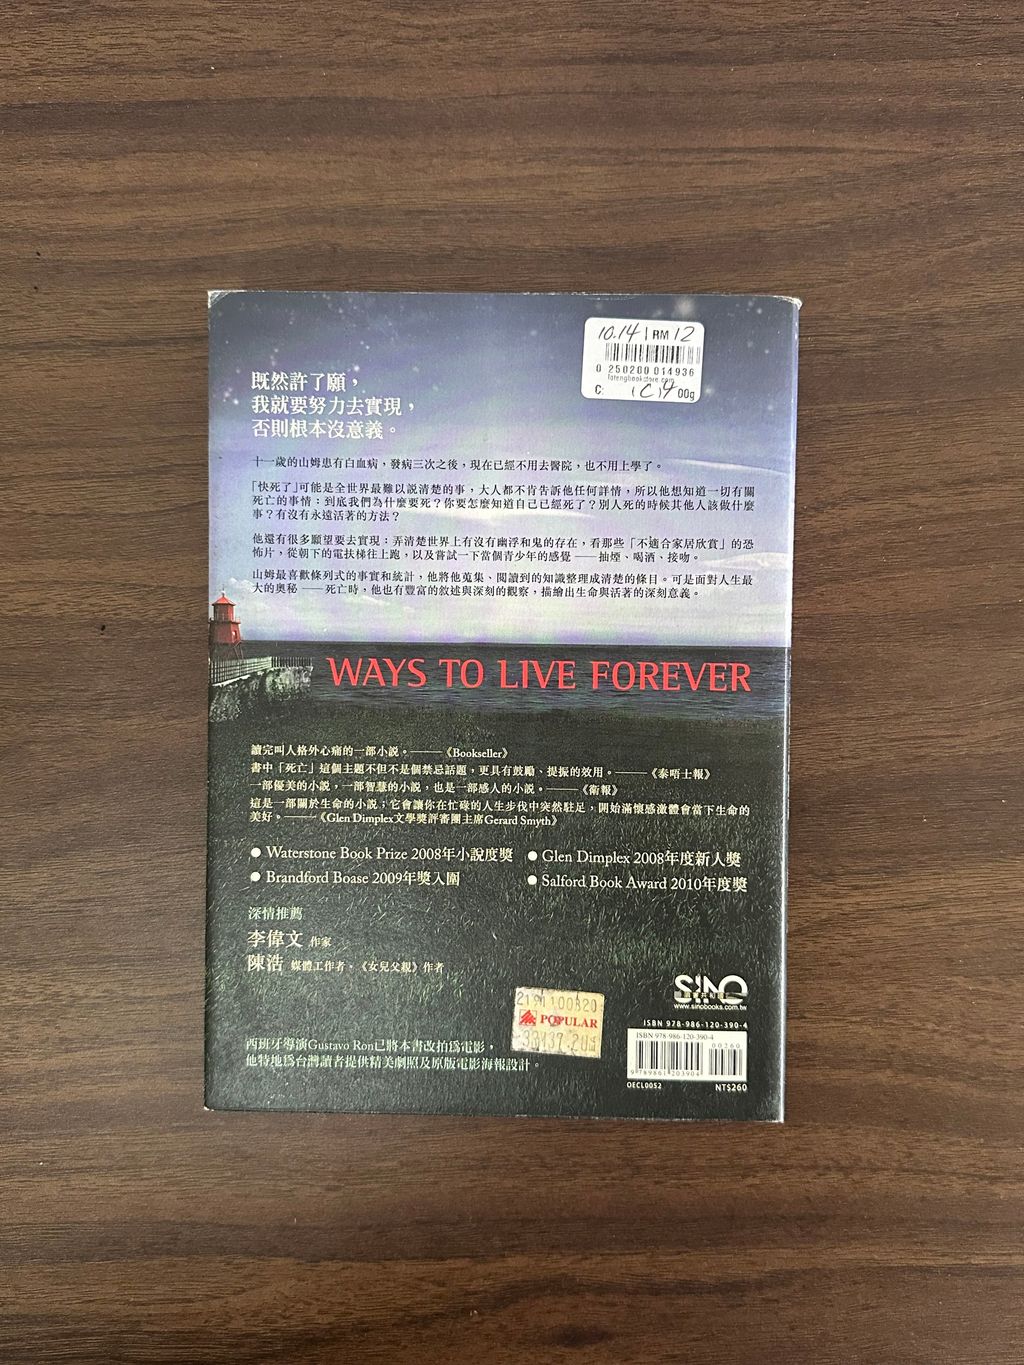 10.14 | RM 12
0 250200 014936
fatengbookstore.com
C: (C)4 00g
既然許了願，
我就要努力去實現，
否則根本沒意義。
十一歲的山姆患有白血病，發病三次之後，現在已經不用去醫院，也不用上學了。
「快死了」可能是全世界最難以說清楚的事，大人都不肯告訴他任何詳情，所以他想知道一切有關
死亡的事情：到底我們為什麼要死？你要怎麼知道自己已經死了？別人死的時候其他人該做什麼
事？有沒有永遠活著的方法？
他還有很多願望要去實現：弄清楚世界上有沒有幽浮和鬼的存在，看那些「不適合家居欣賞」的恐
怖片，從朝下的電扶梯往上跑，以及嘗試一下當個青少年的感覺——抽煙、喝酒、接吻。
山姆最喜歡條列式的事實和統計，他將他蒐集、閱讀到的知識整理成清楚的條目。可是面對人生最
大的奧秘——死亡時，他也有豐富的敘述與深刻的觀察，描繪出生命與活著的深刻意義。
WAYS TO LIVE FOREVER
讀完叫人格外心痛的一部小說。——《Bookseller》
書中「死亡」這個主題不但不是個禁忌話題，更具有鼓勵、提振的效用。——《泰晤士報》
一部優美的小說，一部智慧的小說，也是一部感人的小說。——《衛報》
這是一部關於生命的小說；它會讓你在忙碌的人生步伐中突然駐足，開始滿懷感激體會當下生命的
美好。——《Glen Dimplex文學獎評審團主席Gerard Smyth》
● Waterstone Book Prize 2008年小說度獎 ● Glen Dimplex 2008年度新人獎
● Brandford Boase 2009年獎入圍 ● Salford Book Award 2010年度獎
深情推薦
李偉文 作家
陳浩 媒體工作者，《女兒父親》作者
SINO
www.sinobooks.com.tw
POPULAR
ISBN 978-986-120-390-4
ISBN 978-986-120-390-4
00260
9 789861 203904
OECL0052 NT$260
西班牙導演Gustavo Ron已將本書改拍為電影，
他特地為台灣讀者提供精美劇照及原版電影海報設計。